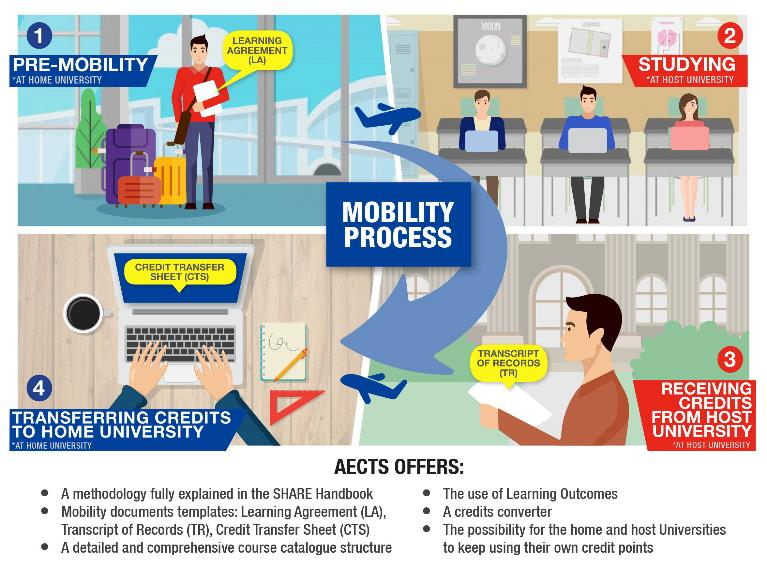 1
PRE-MOBILITY
*AT HOME UNIVERSITY
LEARNING
AGREEMENT
(LA)
MOON
2
STUDYING
*AT HOST UNIVERSITY
MOBILITY
PROCESS
CREDIT TRANSFER
SHEET (CTS)
4
TRANSFERRING CREDITS
TO HOME UNIVERSITY
*AT HOME UNIVERSITY
TRANSCRIPT
OF RECORDS
(TR)
3
RECEIVING
CREDITS
FROM HOST
UNIVERSITY
*AT HOST UNIVERSITY
AECTS OFFERS:
• A methodology fully explained in the SHARE Handbook
• Mobility documents templates: Learning Agreement (LA),
Transcript of Records (TR), Credit Transfer Sheet (CTS)
• A detailed and comprehensive course catalogue structure
• The use of Learning Outcomes
• A credits converter
• The possibility for the home and host Universities
to keep using their own credit points